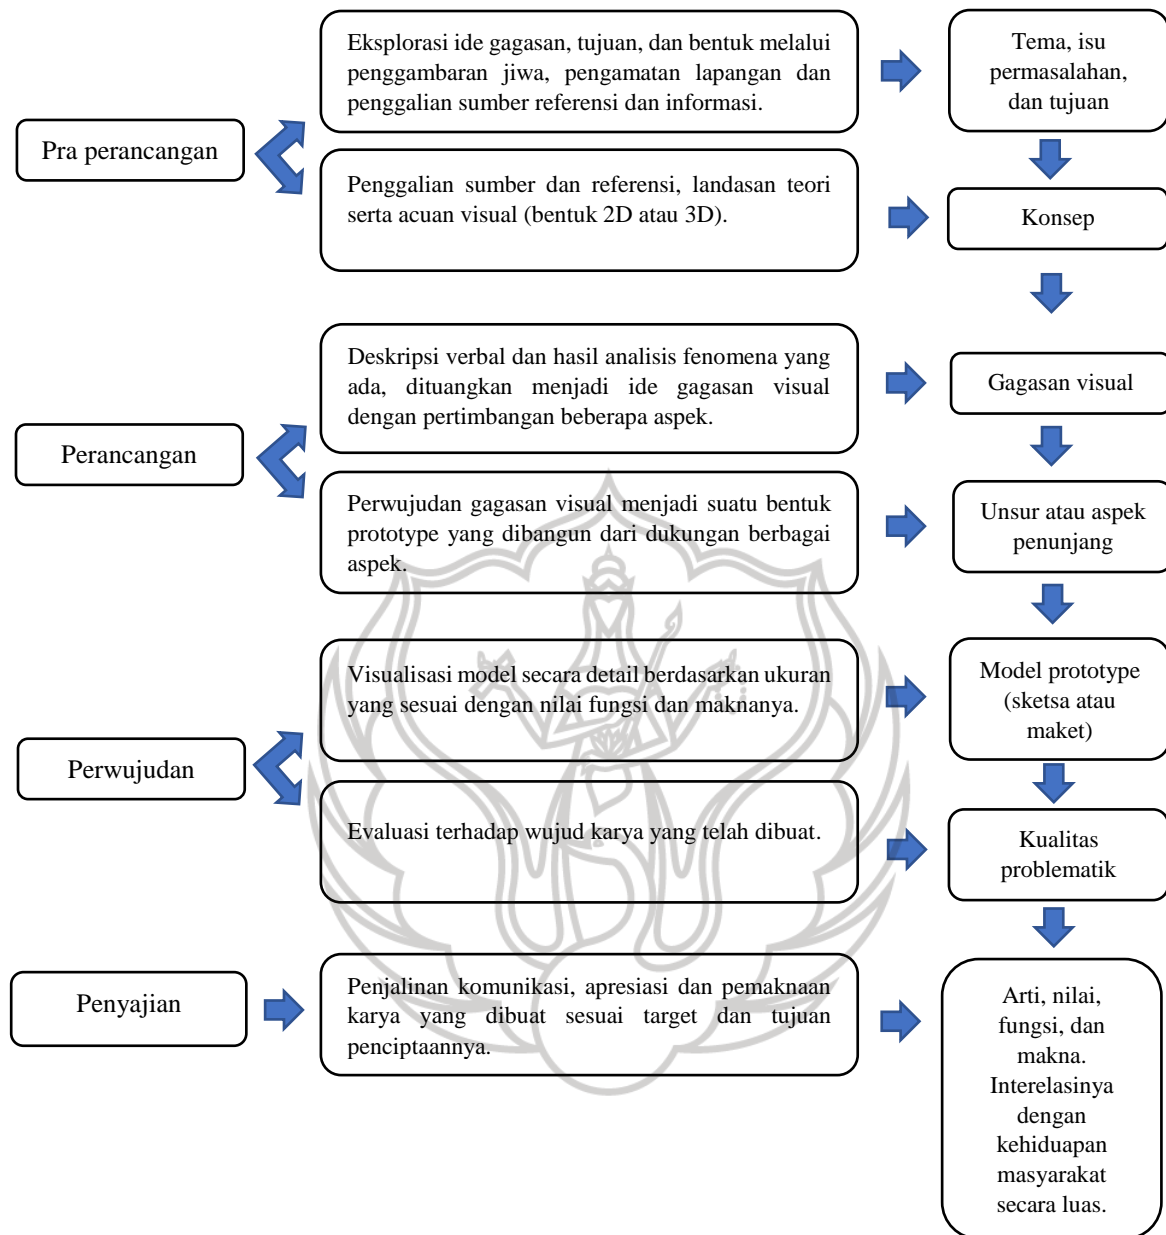 Eksplorasi ide gagasan, tujuan, dan bentuk melalui
penggambaran jiwa, pengamatan lapangan dan
penggalian sumber referensi dan informasi.
Tema, isu
permasalahan,
dan tujuan
Pra perancangan
Penggalian sumber dan referensi, landasan teori
serta acuan visual (bentuk 2D atau 3D).
Konsep
Deskripsi verbal dan hasil analisis fenomena yang
ada, dituangkan menjadi ide gagasan visual
dengan pertimbangan beberapa aspek.
Gagasan visual
Perancangan
Perwujudan gagasan visual menjadi suatu bentuk
prototype yang dibangun dari dukungan berbagai
aspek.
Unsur atau aspek
penunjang
Visualisasi model secara detail berdasarkan ukuran
yang sesuai dengan nilai fungsi dan maknanya.
Model prototype
(sketsa atau
maket)
Perwujudan
Evaluasi terhadap wujud karya yang telah dibuat.
Kualitas
problematik
Penyajian
Penjalinan komunikasi, apresiasi dan pemaknaan
karya yang dibuat sesuai target dan tujuan
penciptaannya.
Arti, nilai,
fungsi, dan
makna.
Interelasinya
dengan
kehiduapan
masyarakat
secara luas.